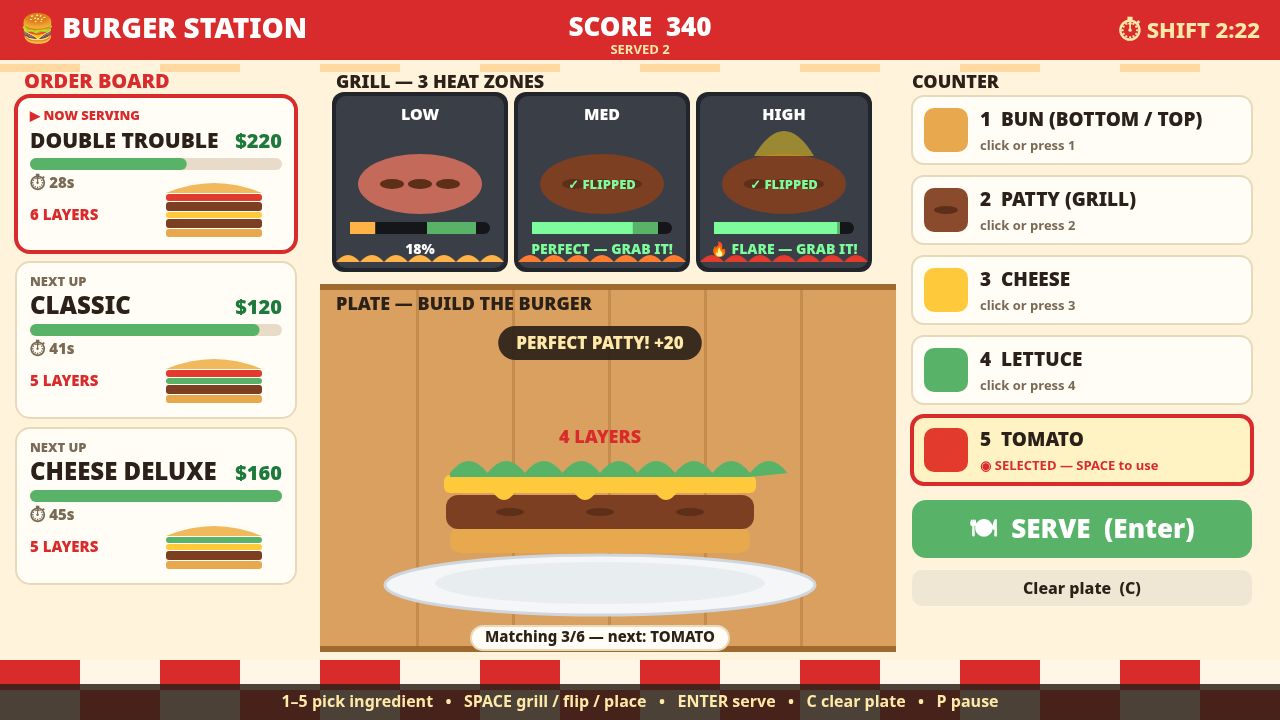 🍔 BURGER STATION
SCORE 340
SERVED 2
⏱ SHIFT 2:22
ORDER BOARD
▶ NOW SERVING
DOUBLE TROUBLE $220
⏱ 28s
6 LAYERS
NEXT UP
CLASSIC $120
⏱ 41s
5 LAYERS
NEXT UP
CHEESE DELUXE $160
⏱ 45s
5 LAYERS
GRILL — 3 HEAT ZONES
LOW
18%
MED
✓ FLIPPED
PERFECT — GRAB IT!
HIGH
✓ FLIPPED
🔥 FLARE — GRAB IT!
PLATE — BUILD THE BURGER
PERFECT PATTY! +20
4 LAYERS
Matching 3/6 — next: TOMATO
COUNTER
1 BUN (BOTTOM / TOP)
click or press 1
2 PATTY (GRILL)
click or press 2
3 CHEESE
click or press 3
4 LETTUCE
click or press 4
5 TOMATO
◉ SELECTED — SPACE to use
🍽 SERVE (Enter)
Clear plate (C)
1–5 pick ingredient • SPACE grill / flip / place • ENTER serve • C clear plate • P pause